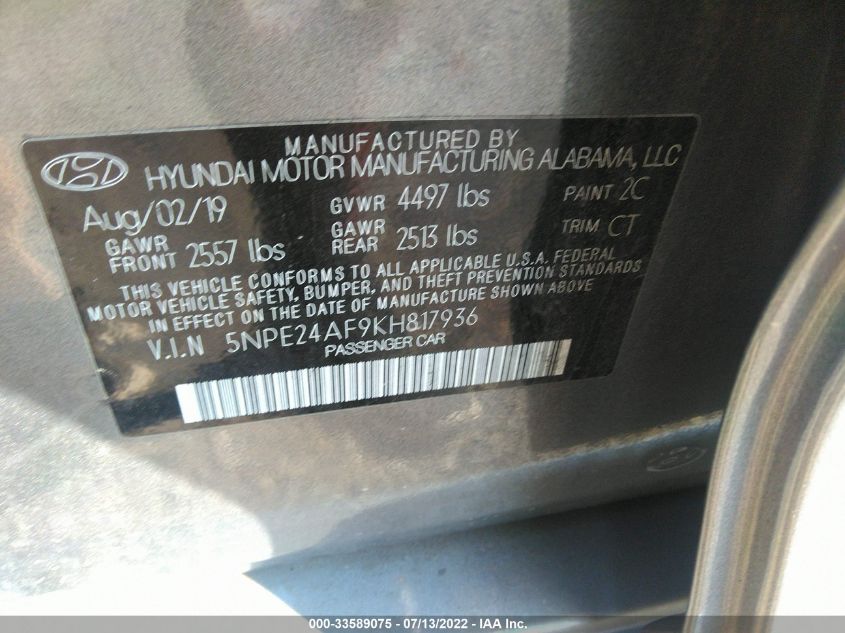 MANUFACTURED BY
HYUNDAI MOTOR MANUFACTURING ALABAMA, LLC
Aug/02/19
GVWR 4497 lbs
PAINT 2C
GAWR FRONT 2557 lbs
GAWR REAR 2513 lbs
TRIM CT
THIS VEHICLE CONFORMS TO ALL APPLICABLE U.S.A. FEDERAL
MOTOR VEHICLE SAFETY, BUMPER, AND THEFT PREVENTION STANDARDS
IN EFFECT ON THE DATE OF MANUFACTURE SHOWN ABOVE
V.I.N 5NPE24AF9KH817936
PASSENGER CAR
000-33589075 - 07/13/2022 - IAA Inc.